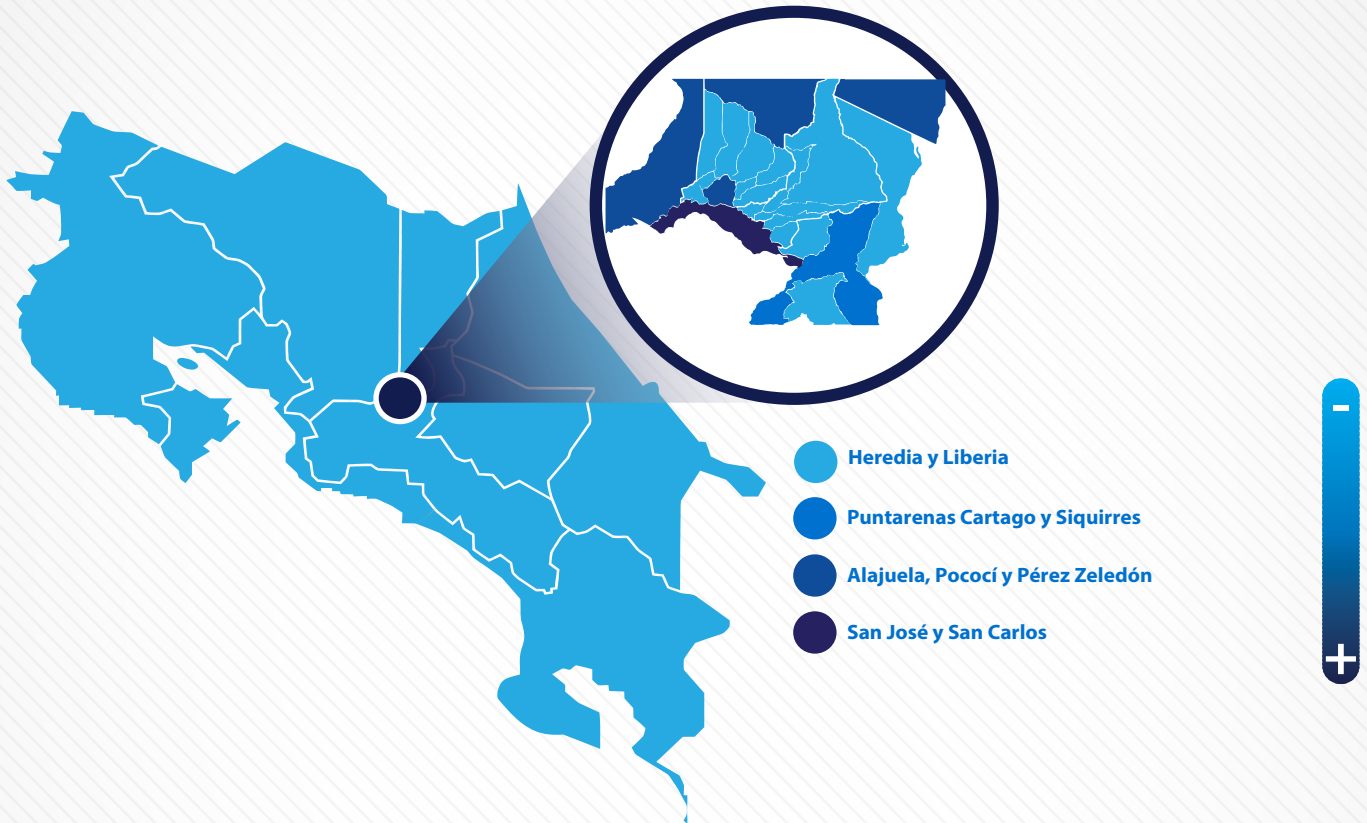 Heredia y Liberia
Puntarenas Cartago y Siquirres
Alajuela, Pococí y Pérez Zeledón
San José y San Carlos
-
+